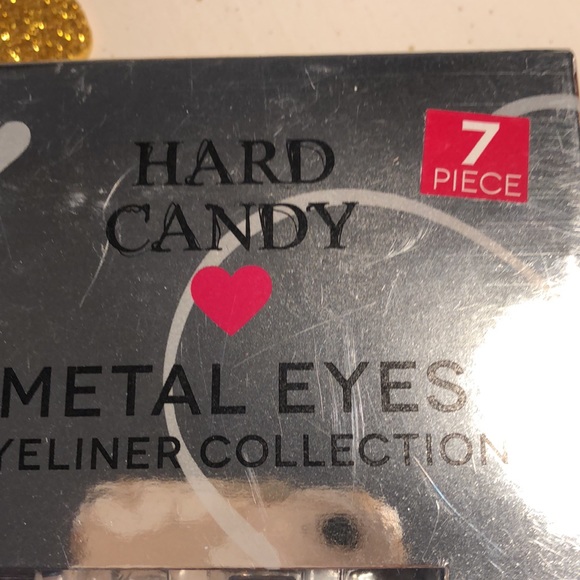 HARD
CANDY
7
PIECE
METAL EYES
YELINER COLLECTION